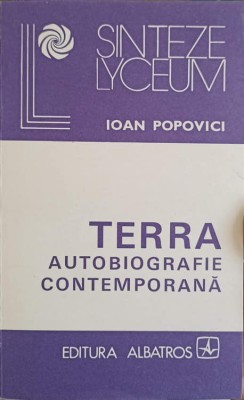 SINTEZE
LYCEUM
IOAN POPOVICI
TERRA
AUTOBIOGRAFIE
CONTEMPORANĂ
EDITURA ALBATROS